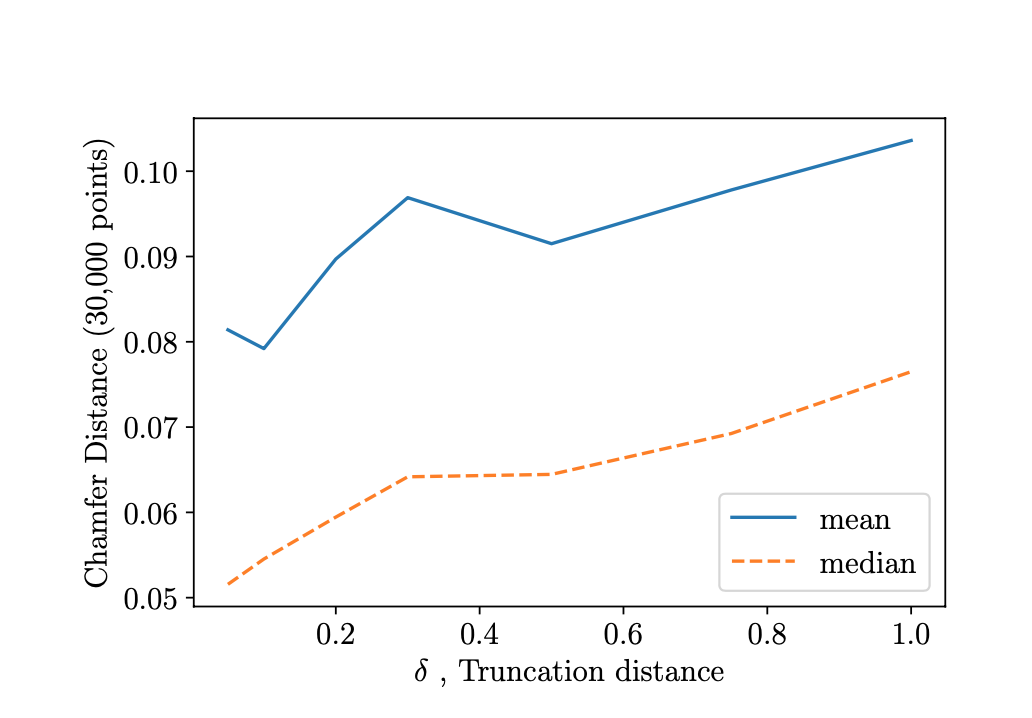 Chamfer Distance (30,000 points)
0.10
0.09
0.08
0.07
0.06
0.05
mean
median
0.2 0.4 0.6 0.8 1.0
δ , Truncation distance